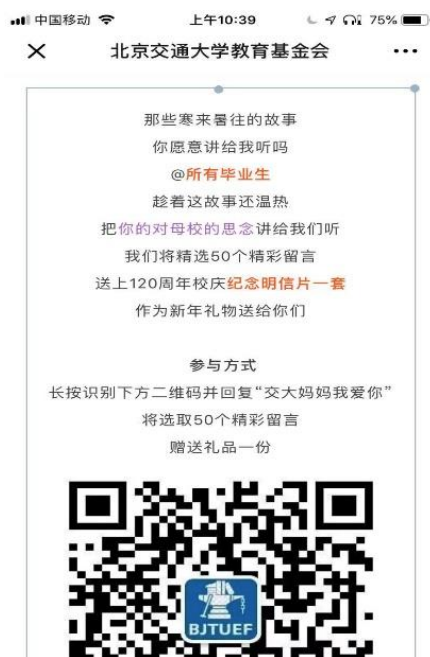 中国移动 上午10:39 75%
北京交通大学教育基金会
那些寒来暑往的故事
你愿意讲给我听吗
@所有毕业生
趁着这故事还温热
把你的对母校的思念讲给我们听
我们将精选50个精彩留言
送上120周年校庆纪念明信片一套
作为新年礼物送给你们
参与方式
长按识别下方二维码并回复“交大妈妈我爱你”
将选取50个精彩留言
赠送礼品一份
BJTUEF